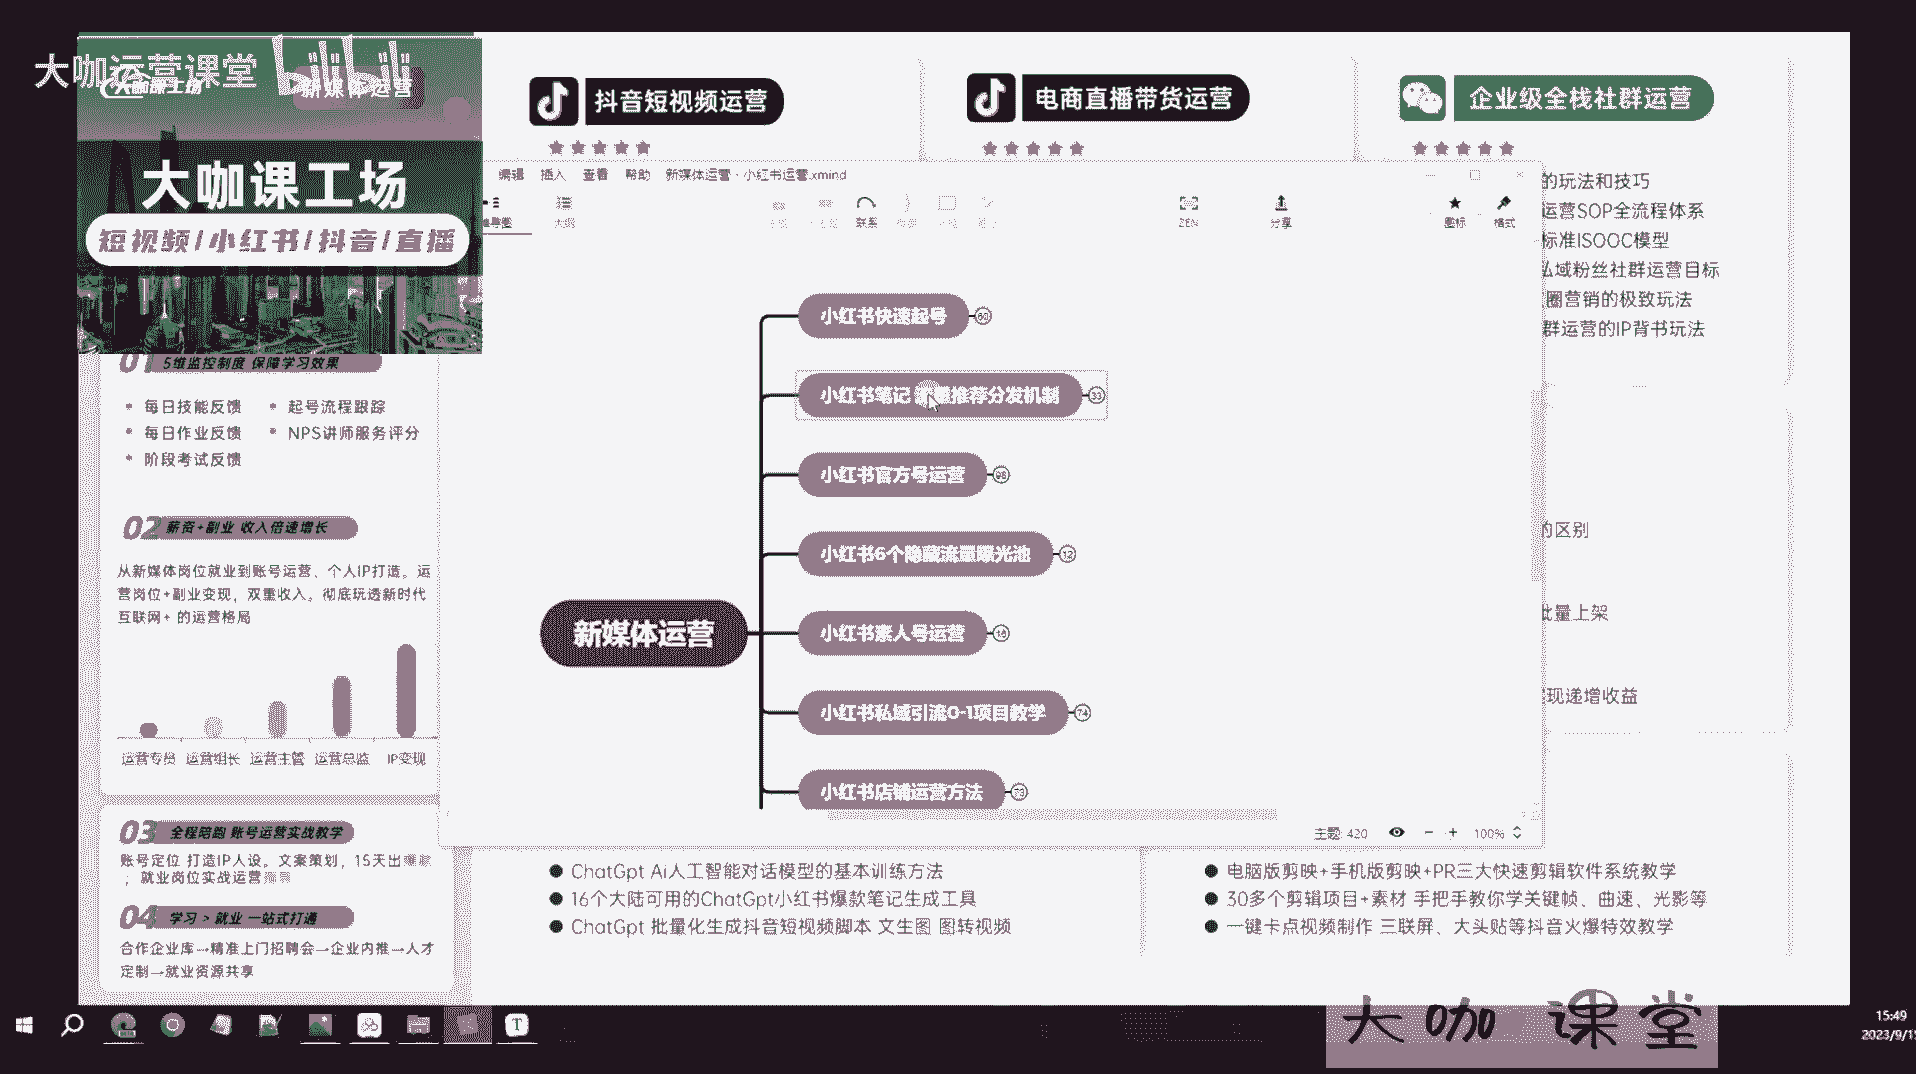 大咖运营课堂
bilibili
大咖课工场
新媒体运营
大咖课工场
短视频/小红书/抖音/直播
抖音短视频运营
电商直播带货运营
企业级全栈社群运营
编辑 插入 查看 帮助 新媒体运营 · 小红书运营.xmind
大纲
联系
ZEN
分享
图标
格式
的玩法和技巧
运营SOP全流程体系
标准ISOOC模型
私域粉丝社群运营目标
圈营销的极致玩法
群运营的IP背书玩法
的区别
批量上架
现递增收益
01 5维监控制度 保障学习效果
每日技能反馈
起号流程跟踪
每日作业反馈
NPS讲师服务评分
阶段考试反馈
02 薪资+副业 收入倍速增长
从新媒体岗位就业到账号运营、个人IP打造。运
营岗位+副业变现，双重收入。彻底玩透新时代
互联网+ 的运营格局
运营专员 运营组长 运营主管 运营总监 IP变现
03 全程陪跑 账号运营实战教学
账号定位 打造IP人设。文案策划，15天出
；就业岗位实战运营
04 学习 > 就业 一站式打通
合作企业库→精准上门招聘会→企业内推→人才
定制→就业资源共享
新媒体运营
小红书快速起号 60
小红书笔记 流量推荐分发机制 33
小红书官方号运营
小红书6个隐藏流量曝光池 12
小红书素人号运营
小红书私域引流0-1项目教学 74
小红书店铺运营方法
主题: 420
100%
ChatGpt Ai人工智能对话模型的基本训练方法
16个大陆可用的ChatGpt小红书爆款笔记生成工具
ChatGpt 批量化生成抖音短视频脚本 文生图 图转视频
电脑版剪映+手机版剪映+PR三大快速剪辑软件系统教学
30多个剪辑项目+素材 手把手教你学关键帧、曲速、光影等
一键卡点视频制作 三联屏、大头贴等抖音火爆特效教学
大咖 课堂
15:49